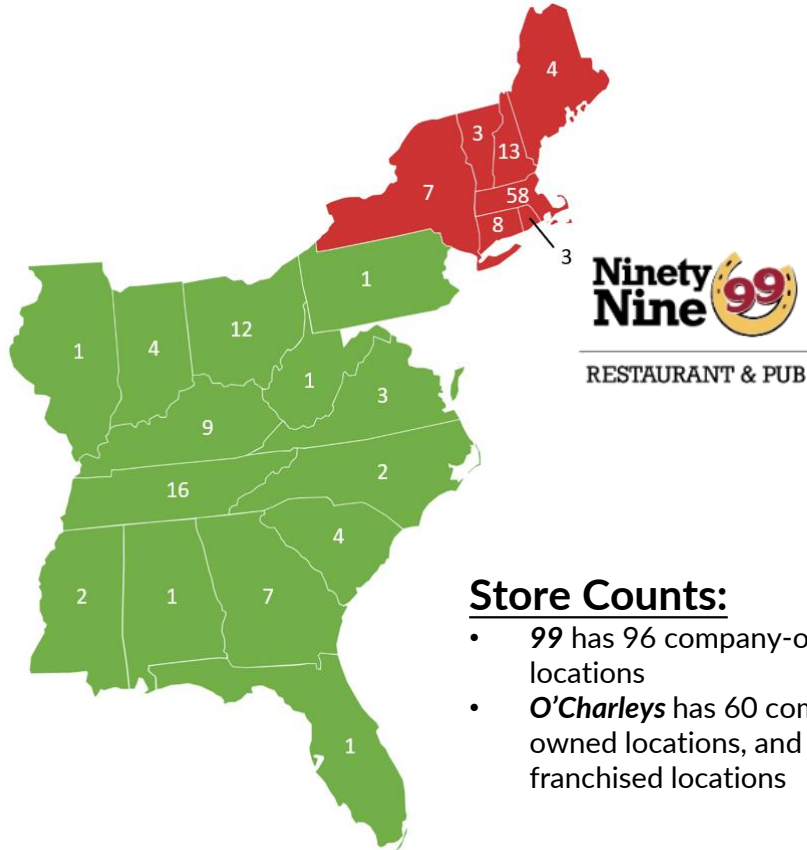 4
3
13
7
58
8
3
1
Ninety
Nine 99
RESTAURANT & PUB
12
1
4
1
3
9
2
16
4
2
1
7
Store Counts:
• 99 has 96 company-o
locations
• O'Charleys has 60 com
owned locations, and
franchised locations
1